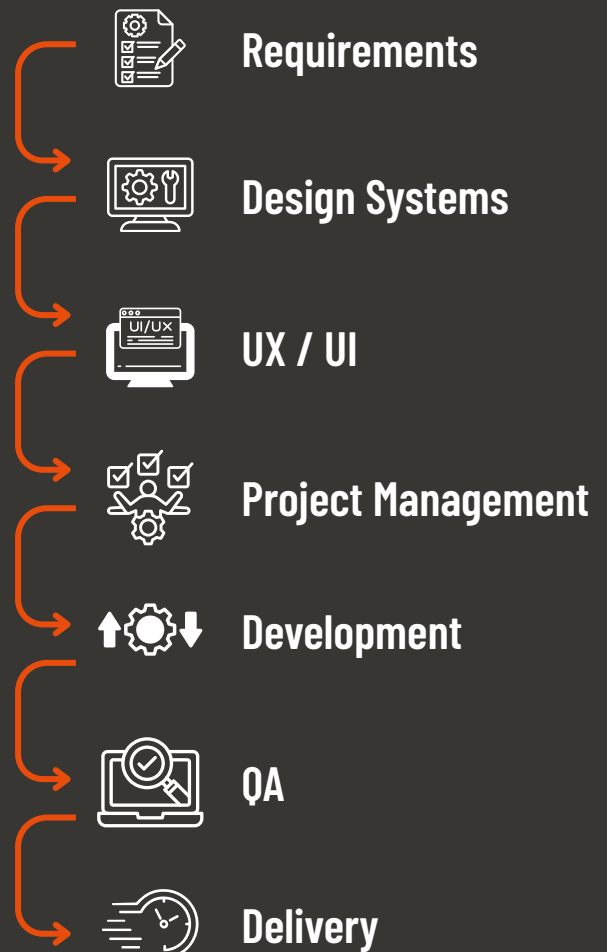 Requirements
Design Systems
UI/UX
UX / UI
Project Management
Development
QA
Delivery